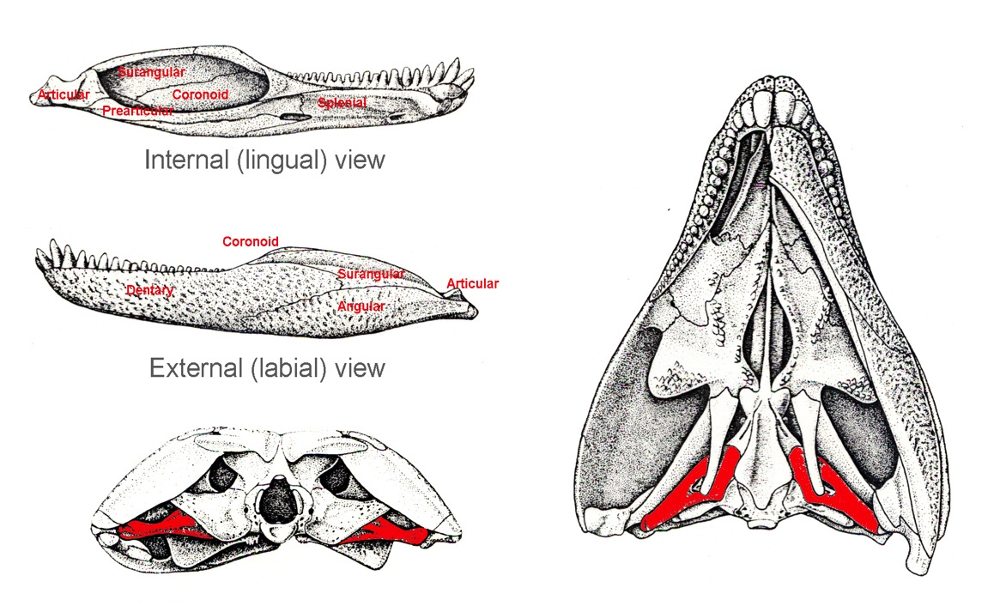 Surangular
Articular
Coronoid
Prearticular
Splenial
Internal (lingual) view
Coronoid
Surangular
Articular
Dentary
Angular
External (labial) view